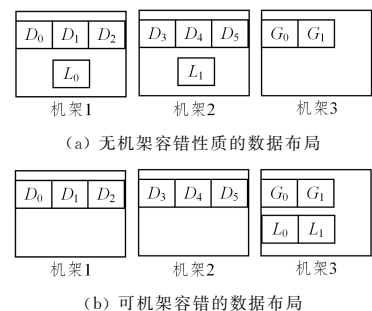 D₀ D₁ D₂ D₃ D₄ D₅ G₀ G₁
L₀ L₁
机架1 机架2 机架3
（a）无机架容错性质的数据布局
D₀ D₁ D₂ D₃ D₄ D₅ G₀ G₁
L₀ L₁
机架1 机架2 机架3
（b）可机架容错的数据布局